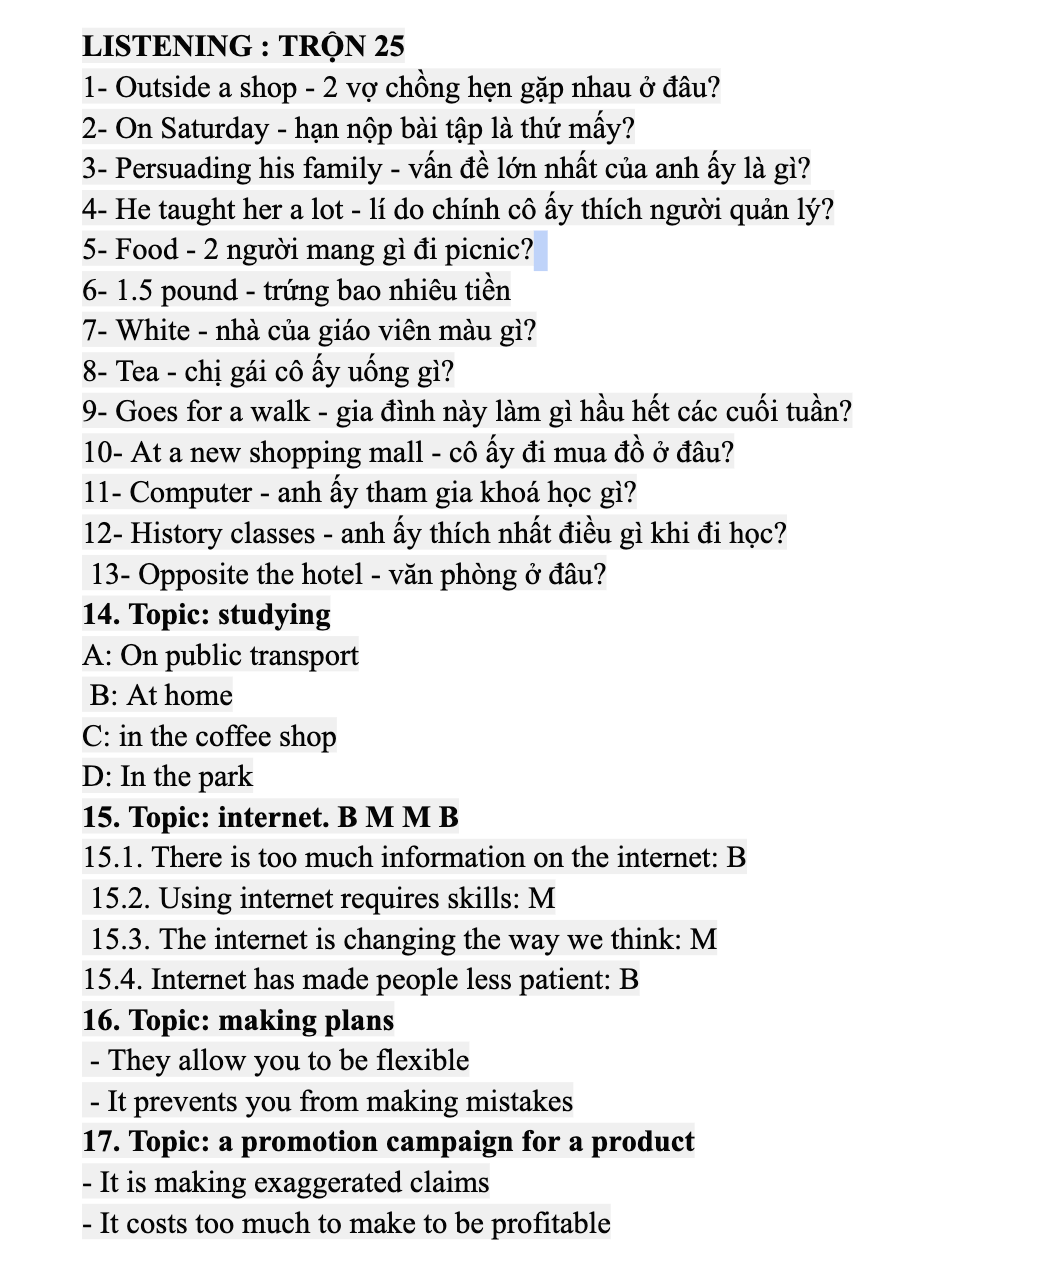 LISTENING : TRỘN 25
1- Outside a shop - 2 vợ chồng hẹn gặp nhau ở đâu?
2- On Saturday - hạn nộp bài tập là thứ mấy?
3- Persuading his family - vấn đề lớn nhất của anh ấy là gì?
4- He taught her a lot - lí do chính cô ấy thích người quản lý?
5- Food - 2 người mang gì đi picnic?
6- 1.5 pound - trứng bao nhiêu tiền
7- White - nhà của giáo viên màu gì?
8- Tea - chị gái cô ấy uống gì?
9- Goes for a walk - gia đình này làm gì hầu hết các cuối tuần?
10- At a new shopping mall - cô ấy đi mua đồ ở đâu?
11- Computer - anh ấy tham gia khoá học gì?
12- History classes - anh ấy thích nhất điều gì khi đi học?
13- Opposite the hotel - văn phòng ở đâu?
14. Topic: studying
A: On public transport
B: At home
C: in the coffee shop
D: In the park
15. Topic: internet. B M M B
15.1. There is too much information on the internet: B
15.2. Using internet requires skills: M
15.3. The internet is changing the way we think: M
15.4. Internet has made people less patient: B
16. Topic: making plans
- They allow you to be flexible
- It prevents you from making mistakes
17. Topic: a promotion campaign for a product
- It is making exaggerated claims
- It costs too much to make to be profitable